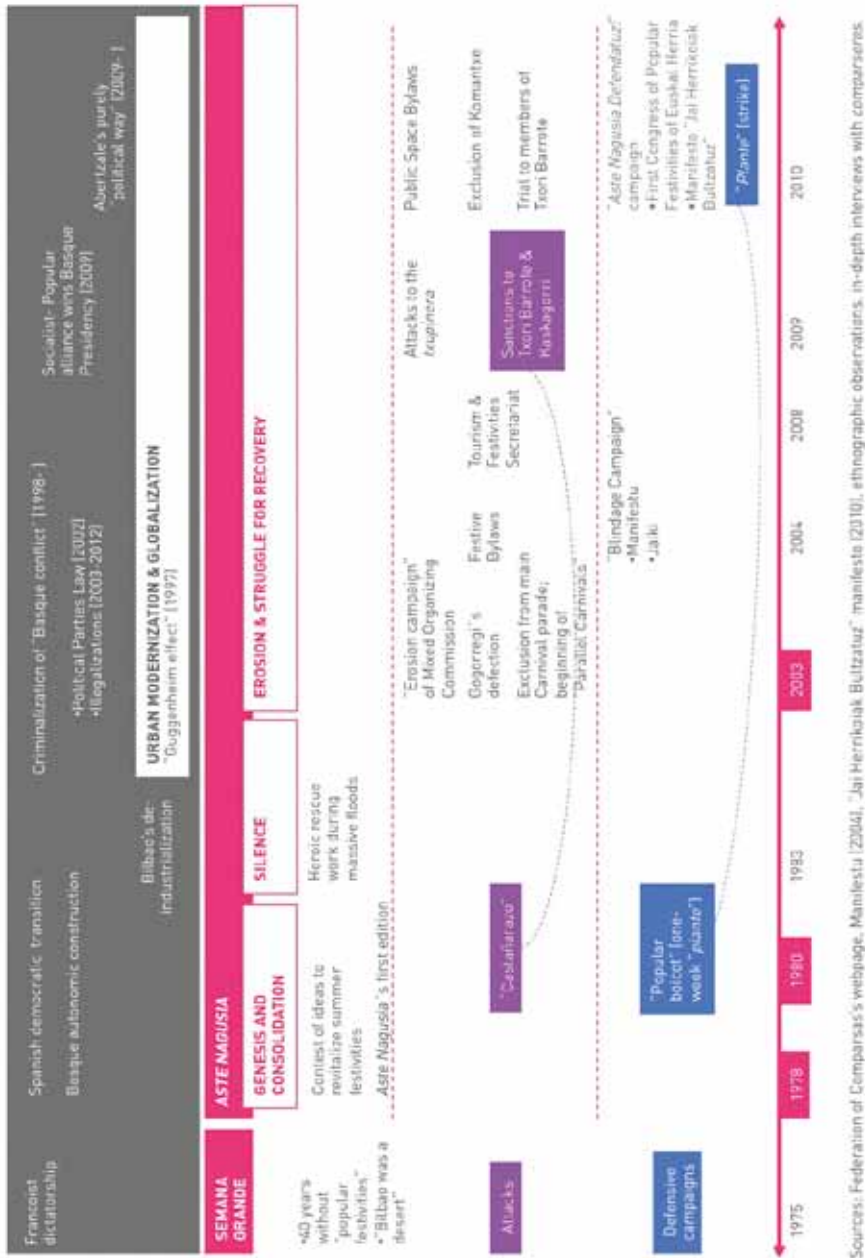 Francoist
dictatorship
Spanish democratic transition
Basque autonomic construction
Bilbao's de-
industrialization
Criminalization of "Basque conflict" [1998- ]
•Political Parties Law [2002]
•Illegalizations [2003-2012]
Socialist- Popular
alliance wins Basque
Presidency [2009]
Abertzale's purely
"political way" [2009- ]
URBAN MODERNIZATION & GLOBALIZATION
"Guggenheim effect" [1997]
SEMANA
GRANDE
ASTE NAGUSIA
GENESIS AND
CONSOLIDATION
SILENCE
EROSION & STRUGGLE FOR RECOVERY
•40 years
without
"popular
festivities"
•"Bilbao was a
desert"
Contest of ideas to
revitalize summer
festivities
Aste Nagusia's first edition
Heroic rescue
work during
massive floods
"Erosion campaign"
of Mixed Organizing
Commission
Gogorregi's
defection
Festive
Bylaws
Tourism &
Festivities
Secretariat
Exclusion from main
Carnival parade;
beginning of
"Parallel Carnivals"
Attacks to the
txupinera
Public Space Bylaws
Exclusion of Komantxe
Trial to members of
Txori Barrote
Attacks
"Castañarazo"
Sanctions to
Txori Barrote &
Kaskagorri
Defensive
campaigns
"Popular
boicot" [one-
week "plante"]
"Blindage Campaign"
•Manifestu
•Jaiki
"Aste Nagusia Defendatuz!"
campaign
•First Congress of Popular
Festivities of Euskal Herria
•Manifesto "Jai Herrikoiak
Bultzatuz"
"Plante" [strike]
1975
1978
1980
1983
2003
2004
2008
2009
2010
Sources: Federation of Comparsas's webpage, Manifestu [2004], "Jai Herrikoiak Bultzatuz" manifesto [2010], ethnographic observations, in-depth interviews with comparseros